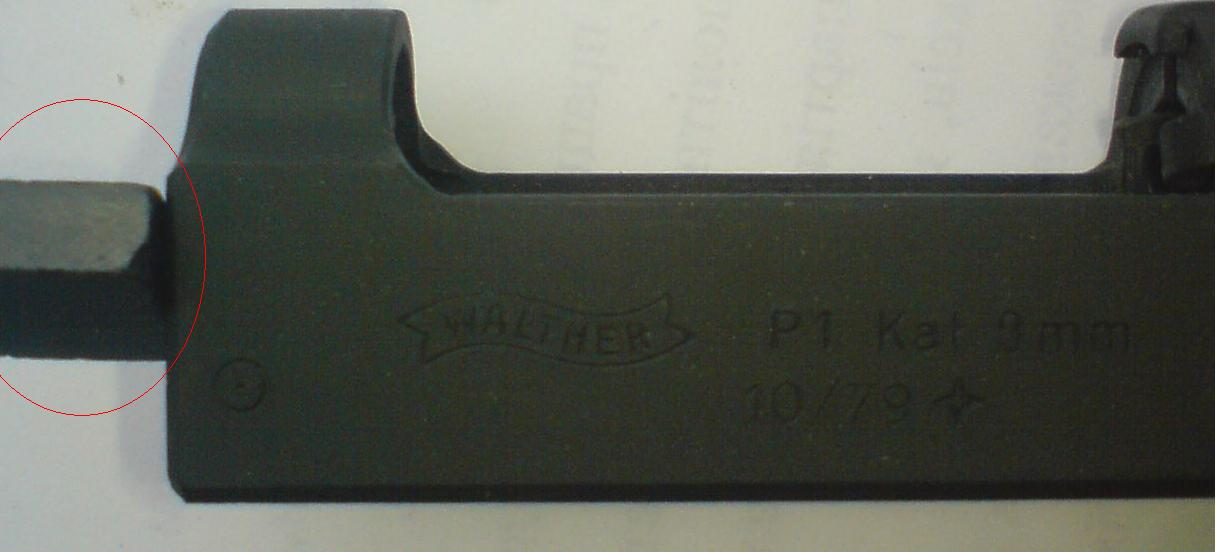 WALTHER P1 Kal 9mm
10/79